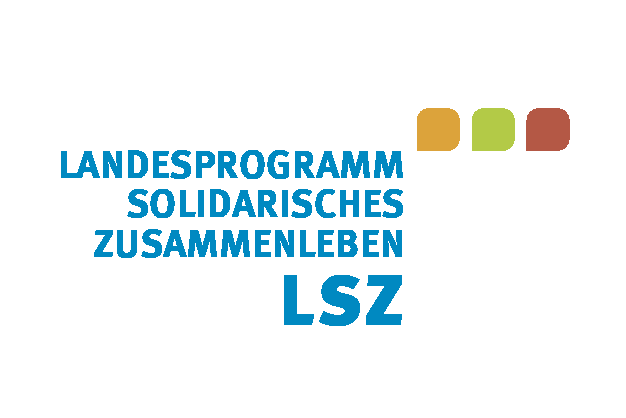 LANDESPROGRAMM
SOLIDARISCHES
ZUSAMMENLEBEN
LSZ